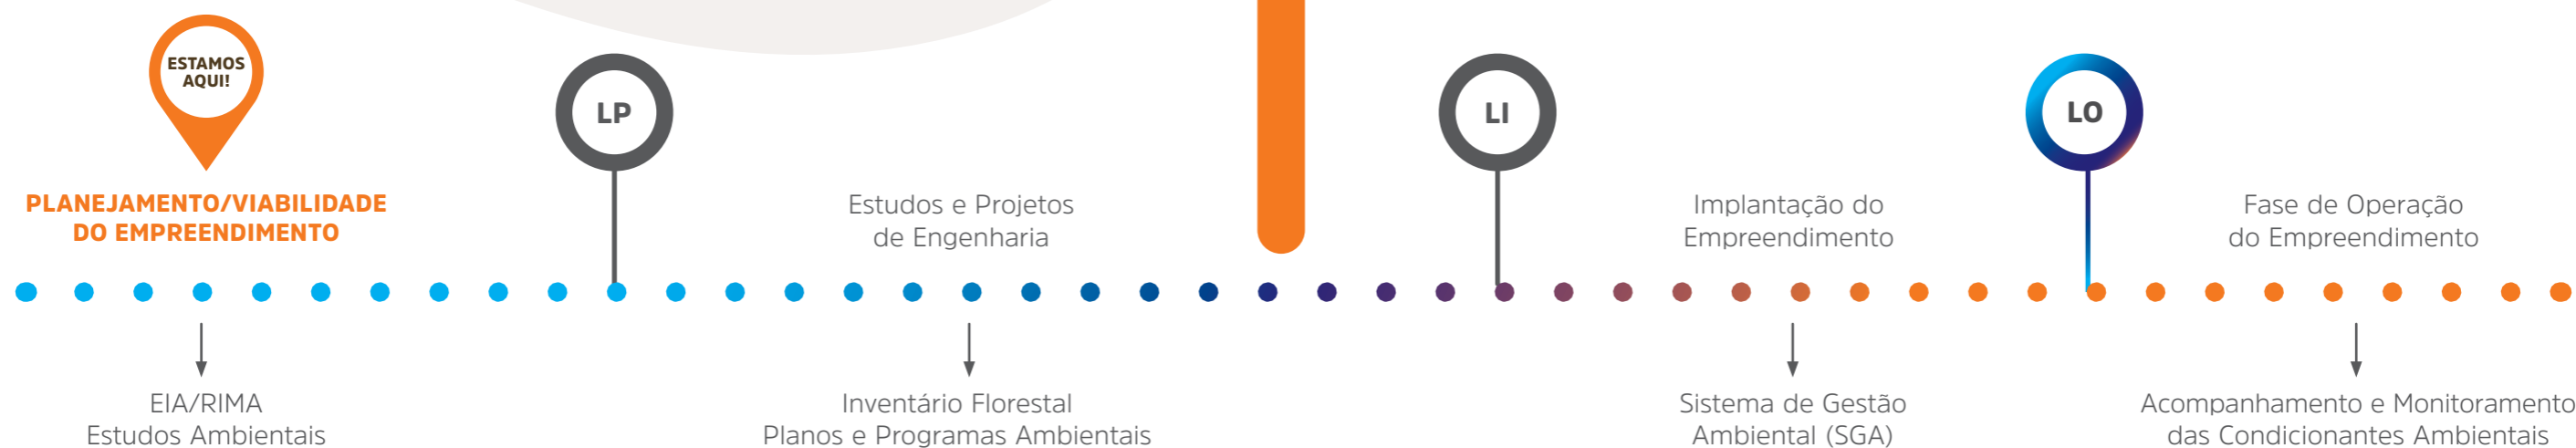 ESTAMOS
AQUI!
PLANEJAMENTO/VIABILIDADE
DO EMPREENDIMENTO
EIA/RIMA
Estudos Ambientais
LP
Estudos e Projetos
de Engenharia
Inventário Florestal
Planos e Programas Ambientais
LI
Implantação do
Empreendimento
Sistema de Gestão
Ambiental (SGA)
LO
Fase de Operação
do Empreendimento
Acompanhamento e Monitoramento
das Condicionantes Ambientais